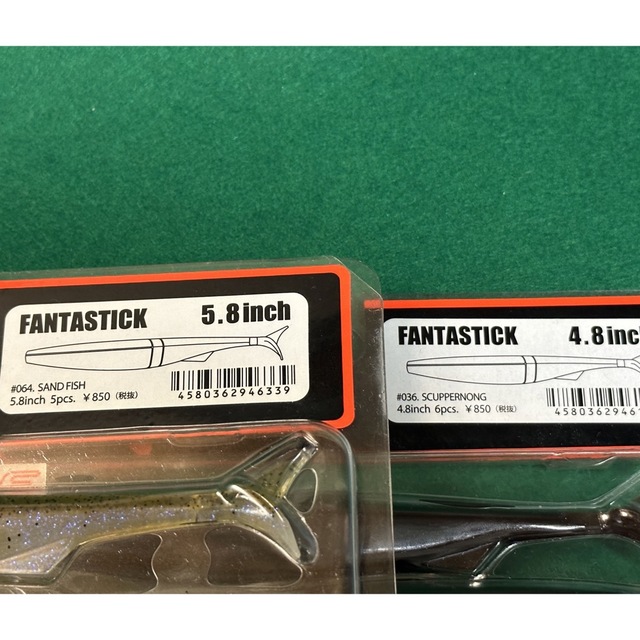 FANTASTICK 5.8inch
#064. SAND FISH
5.8inch 5pcs. ¥850 (税抜)
4580362946339
FANTASTICK
#036. SCUPPERNONG
4.8inch 6pcs. ¥850 (税抜)